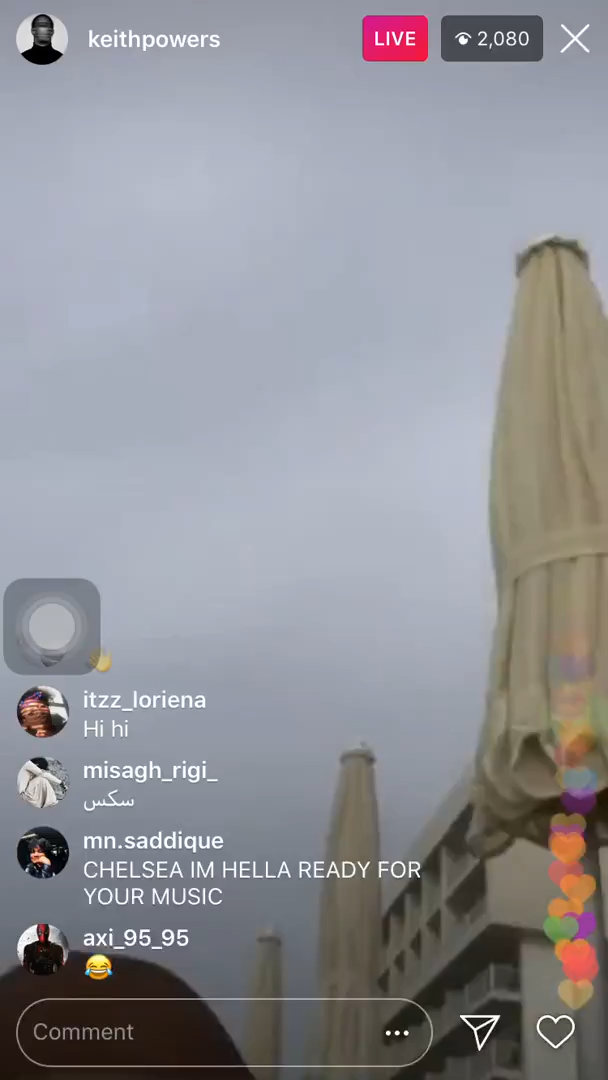 keithpowers
LIVE
2,080
itzz_loriena
Hi hi
misagh_rigi_
سکس
mn.saddique
CHELSEA IM HELLA READY FOR
YOUR MUSIC
axi_95_95
😂
Comment